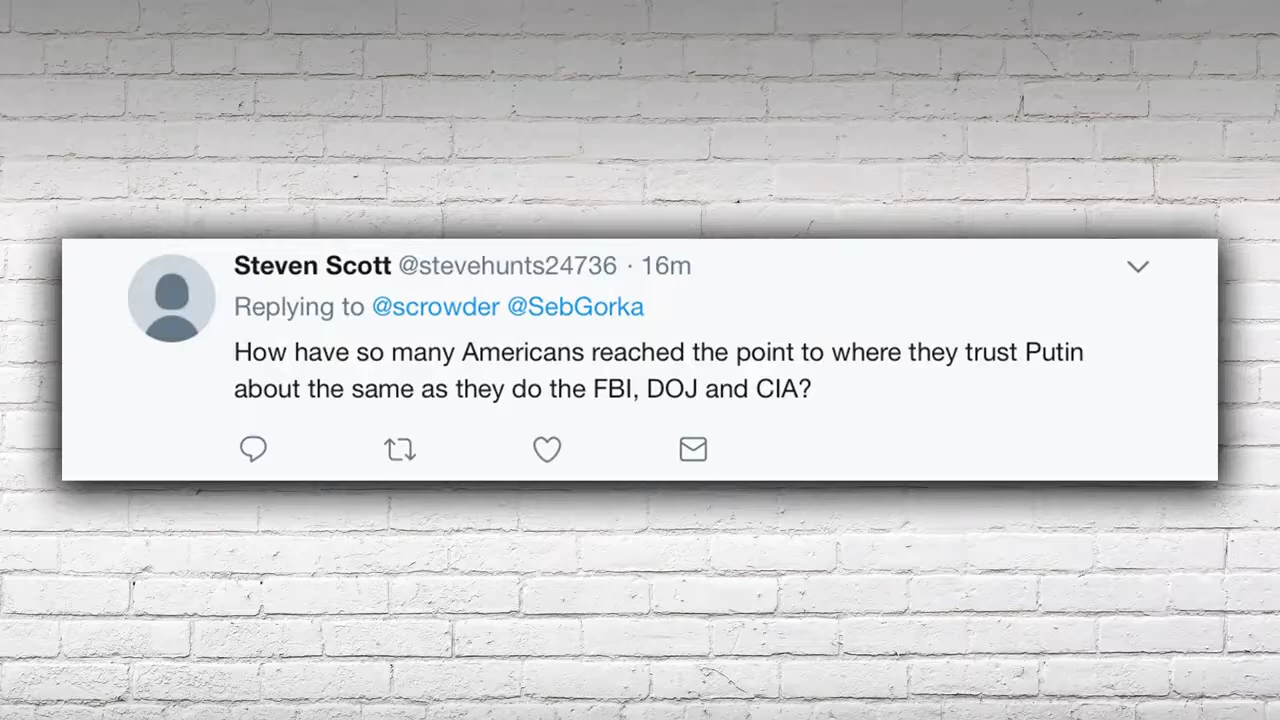 Steven Scott @stevehunts24736 · 16m
Replying to @scrowder @SebGorka
How have so many Americans reached the point to where they trust Putin
about the same as they do the FBI, DOJ and CIA?